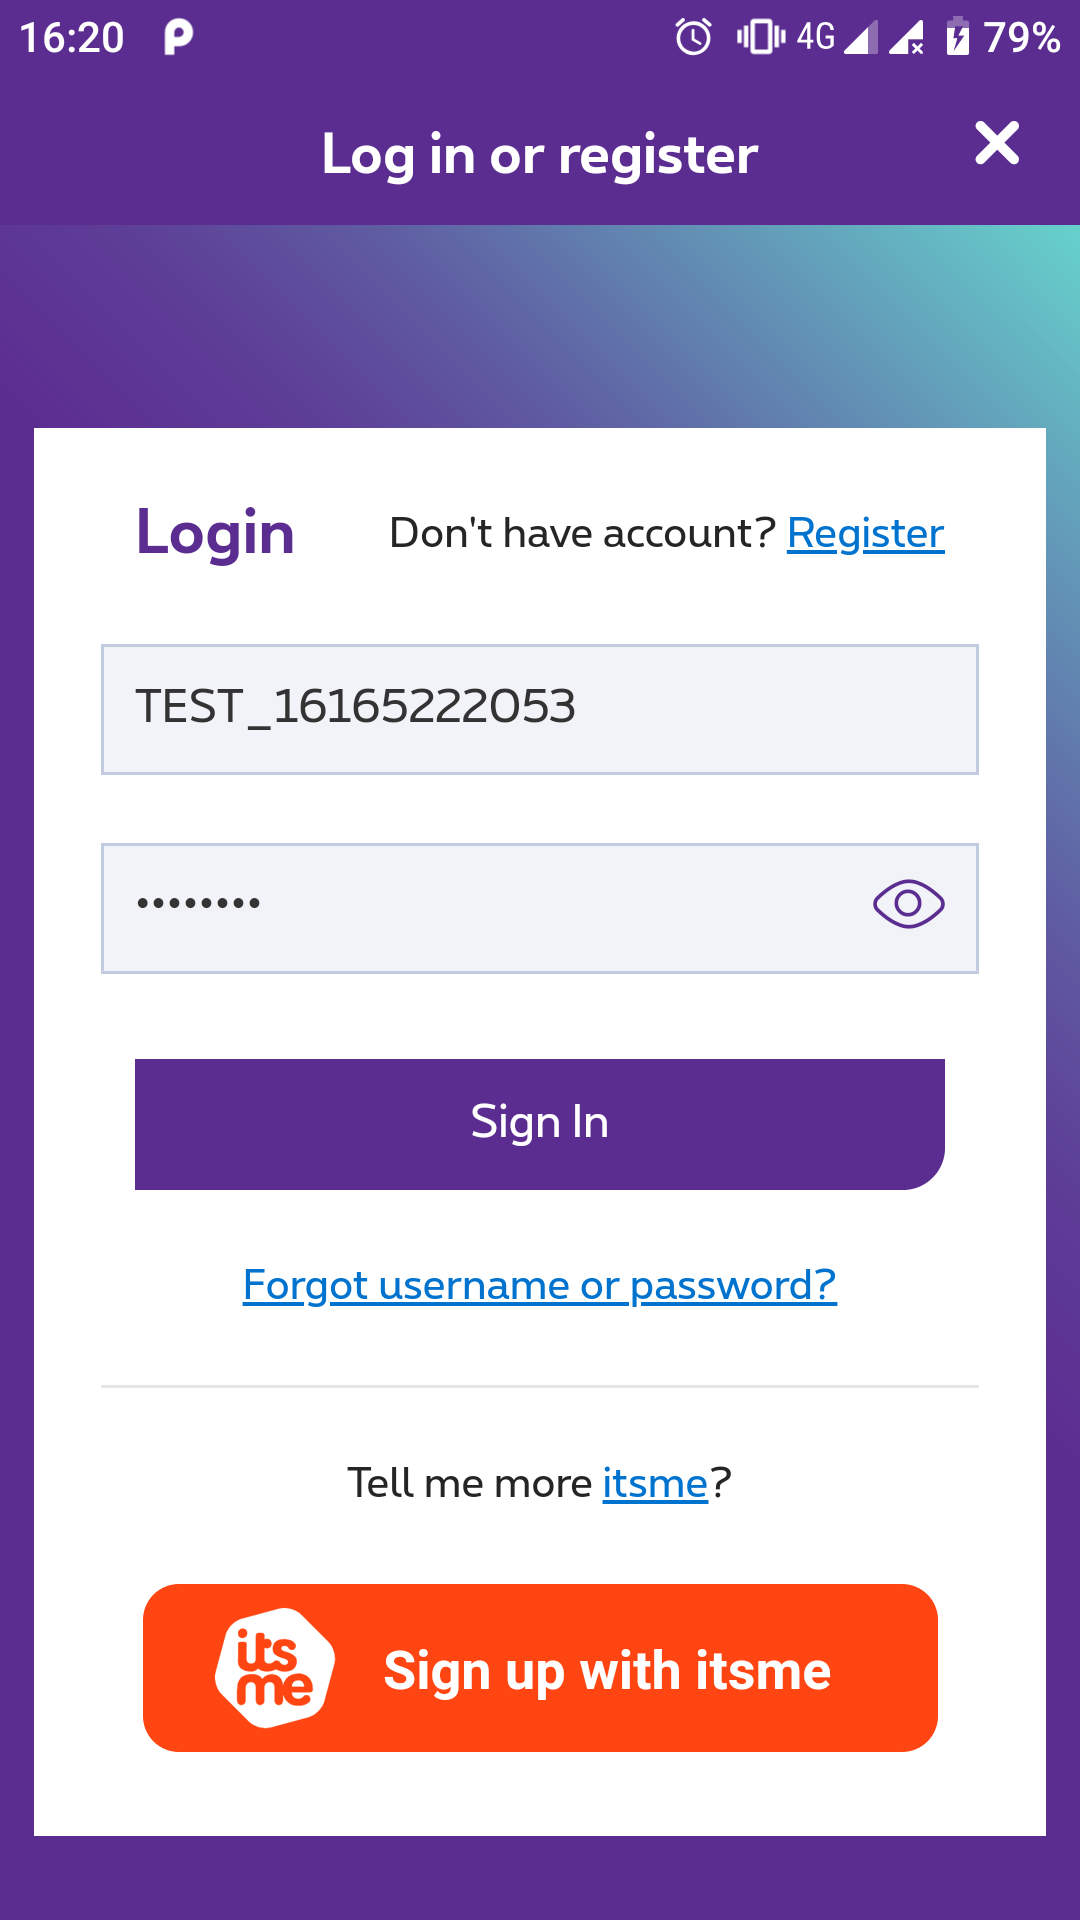 16:20 4G 79%
Log in or register
Login Don't have account? Register
TEST_16165222053
••••••••
Sign In
Forgot username or password?
Tell me more itsme?
its
me
Sign up with itsme